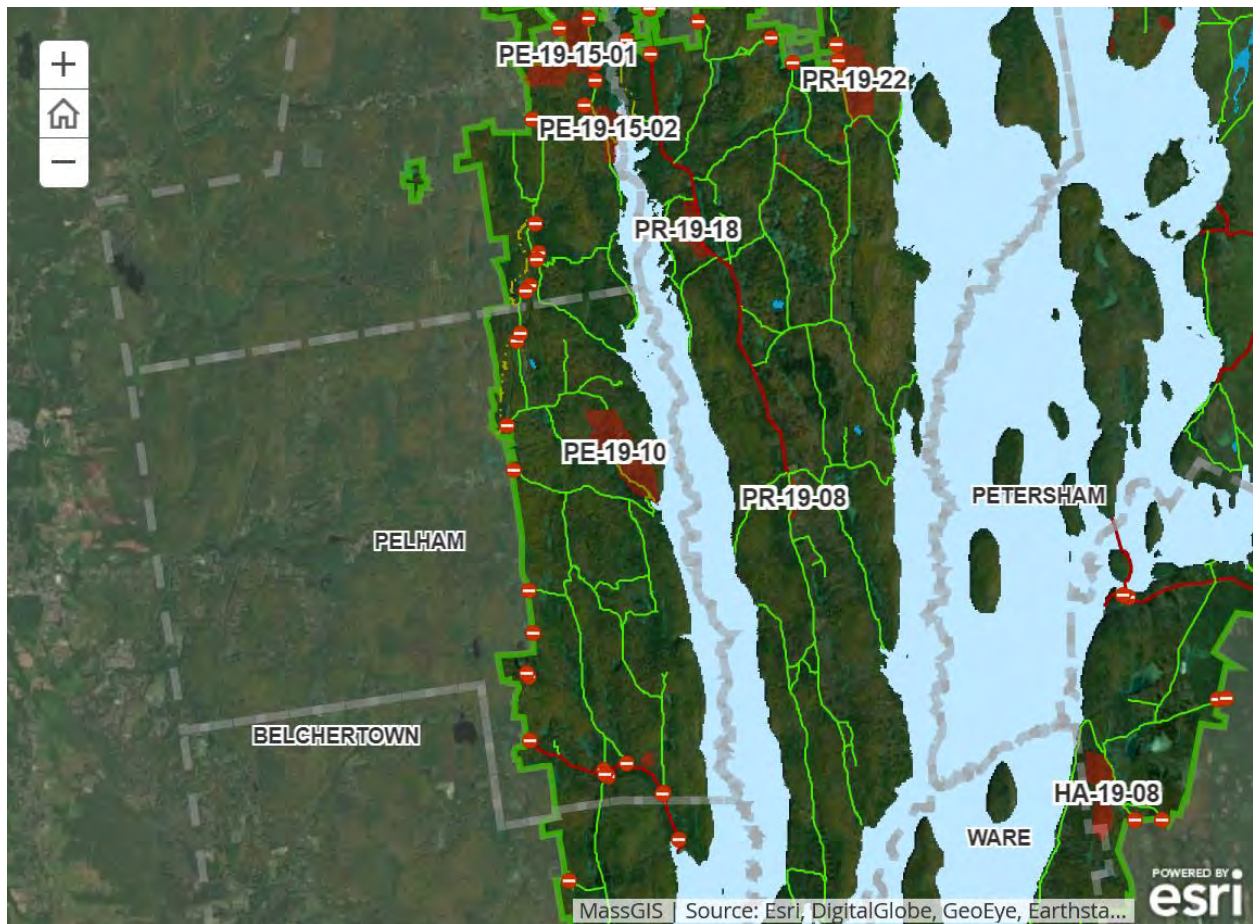 +
−
PE-19-15-01
PR-19-22
PE-19-15-02
PR-19-18
PE-19-10
PR-19-08
PETERSHAM
PELHAM
BELCHERTOWN
HA-19-08
WARE
POWERED BY
esri
MassGIS | Source: Esri, DigitalGlobe, GeoEye, Earthsta...